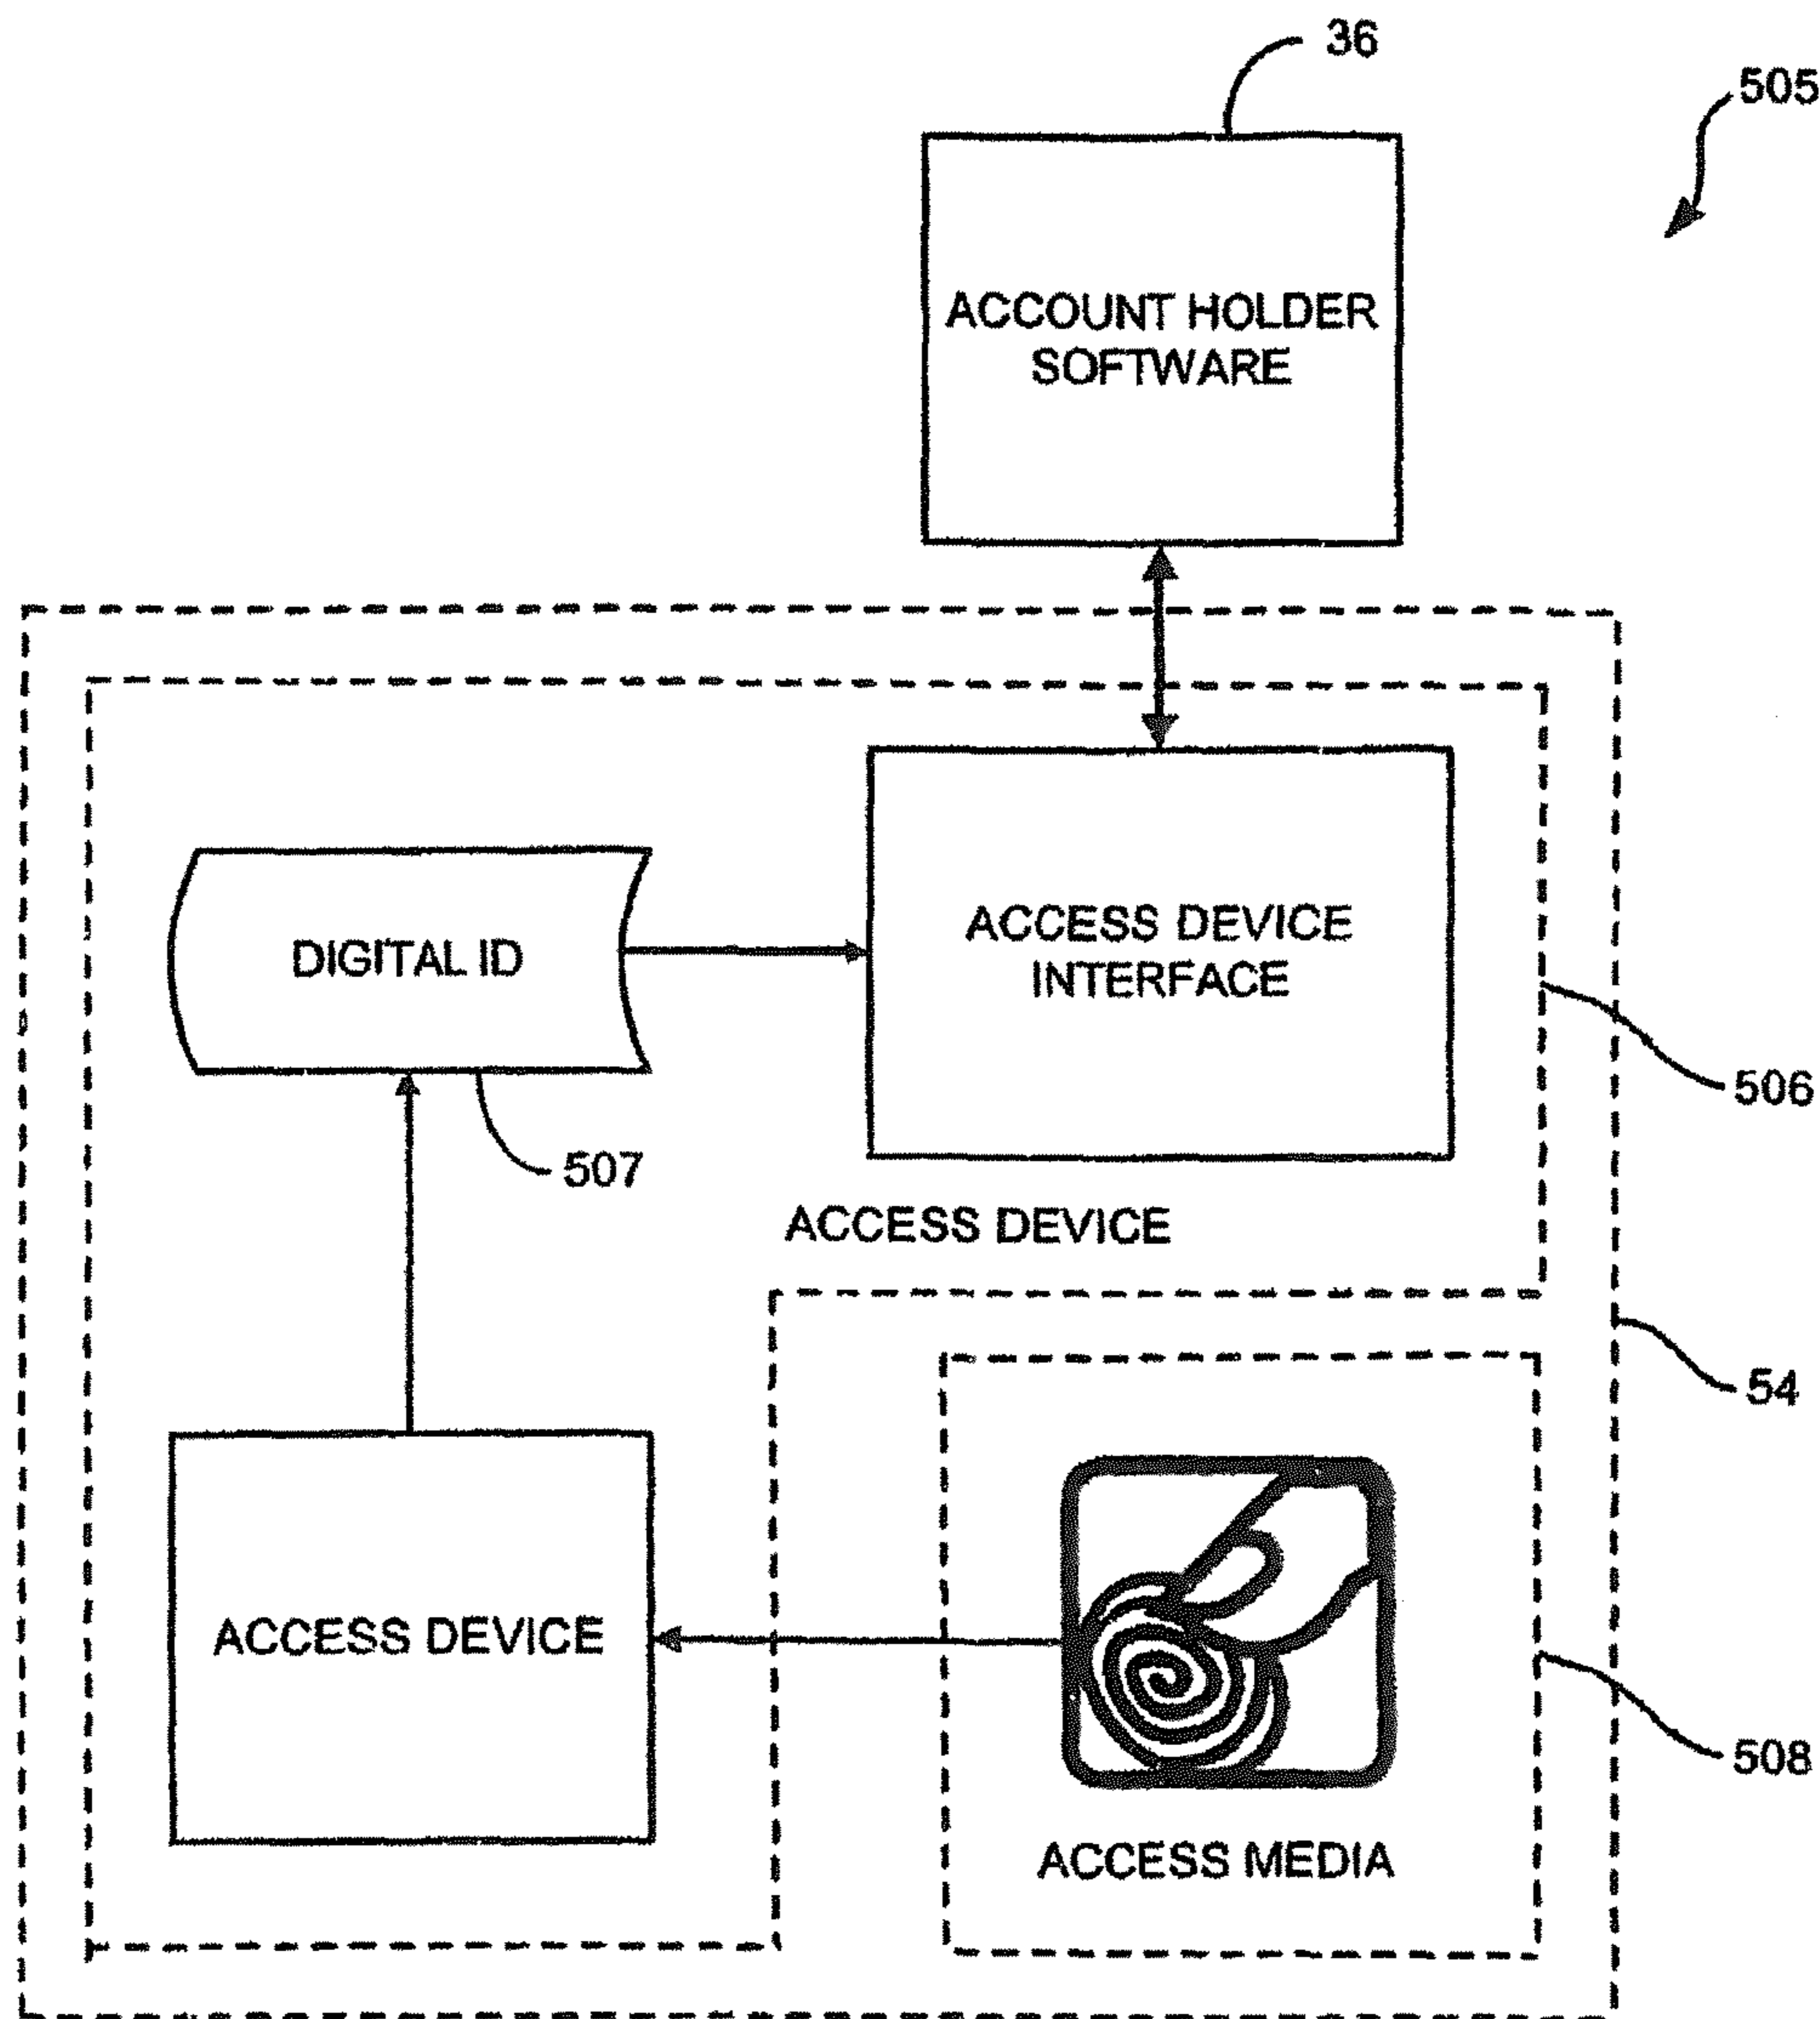 36
505
ACCOUNT HOLDER
SOFTWARE
DIGITAL ID
ACCESS DEVICE
INTERFACE
506
507
ACCESS DEVICE
54
ACCESS DEVICE
508
ACCESS MEDIA